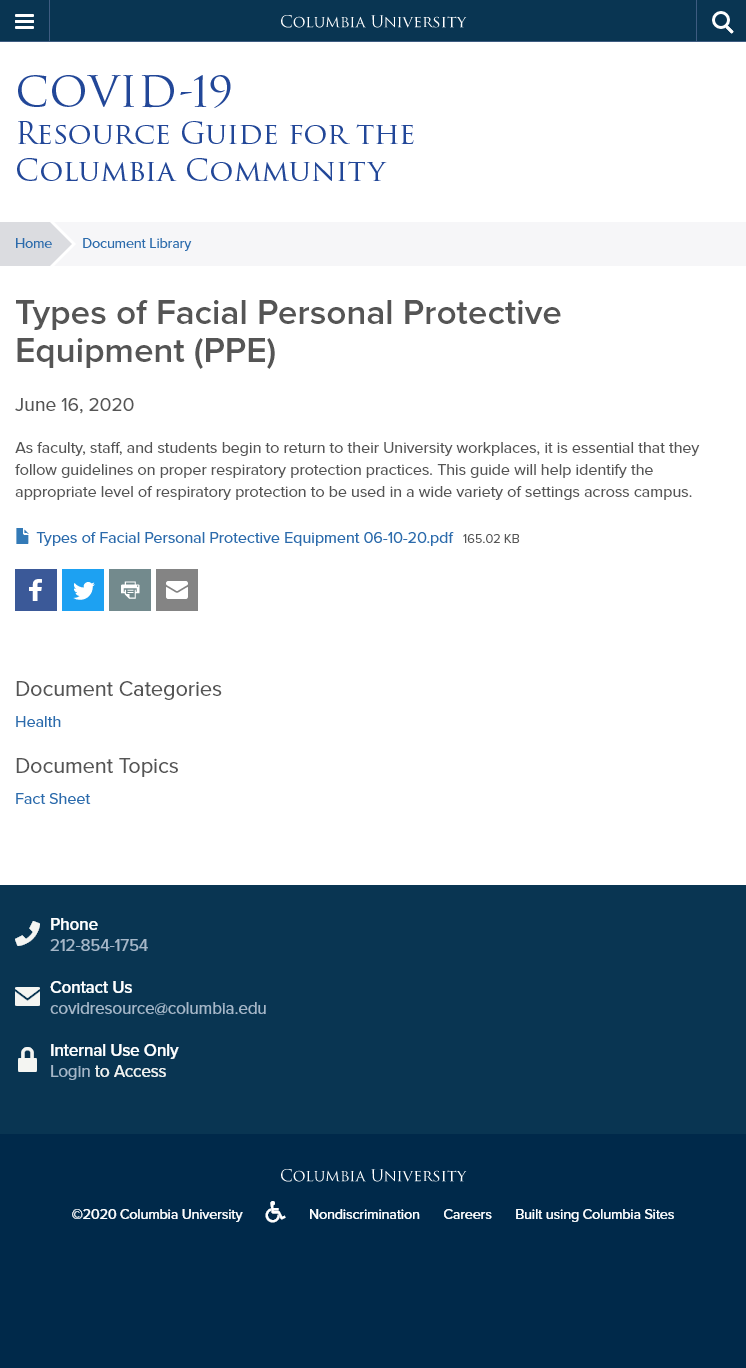 Columbia University
COVID-19
Resource Guide for the
Columbia Community
Home
Document Library
Types of Facial Personal Protective
Equipment (PPE)
June 16, 2020
As faculty, staff, and students begin to return to their University workplaces, it is essential that they
follow guidelines on proper respiratory protection practices. This guide will help identify the
appropriate level of respiratory protection to be used in a wide variety of settings across campus.
Types of Facial Personal Protective Equipment 06-10-20.pdf 165.02 KB
Document Categories
Health
Document Topics
Fact Sheet
Phone
212-854-1754
Contact Us
covidresource@columbia.edu
Internal Use Only
Login to Access
Columbia University
©2020 Columbia University Nondiscrimination Careers Built using Columbia Sites